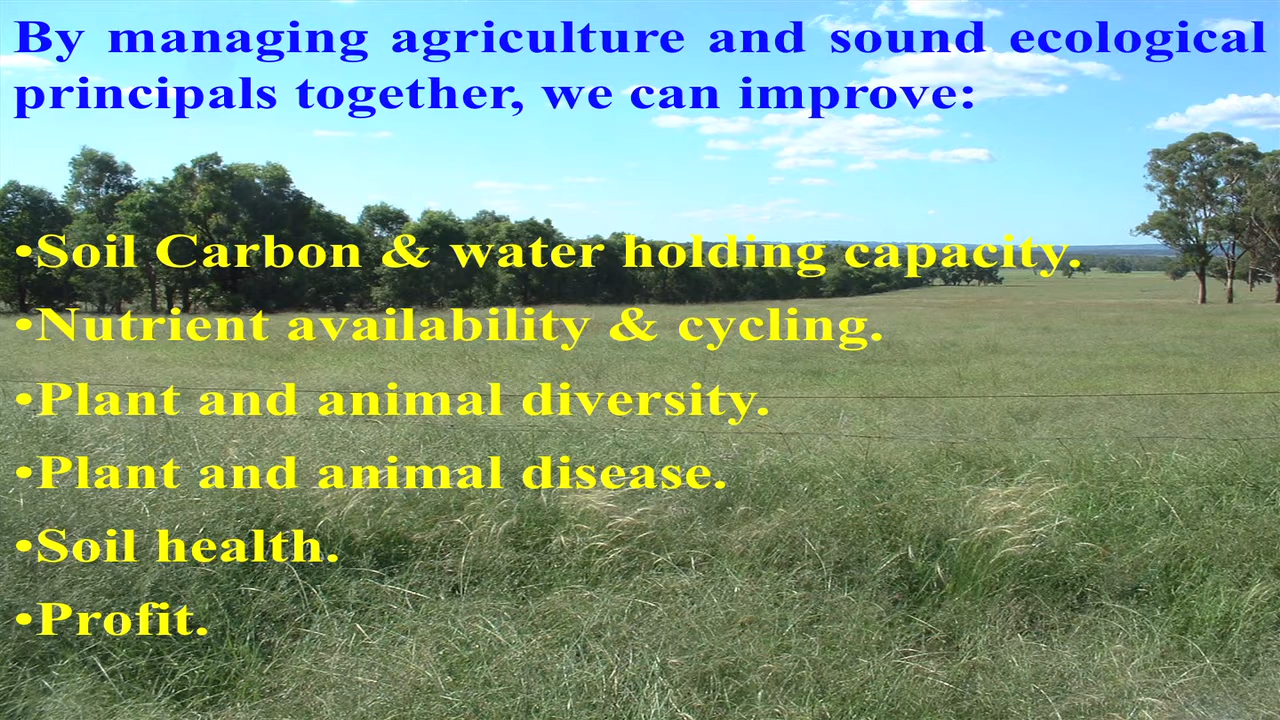 By managing agriculture and sound ecological
principals together, we can improve:
•Soil Carbon & water holding capacity.
•Nutrient availability & cycling.
•Plant and animal diversity.
•Plant and animal disease.
•Soil health.
•Profit.